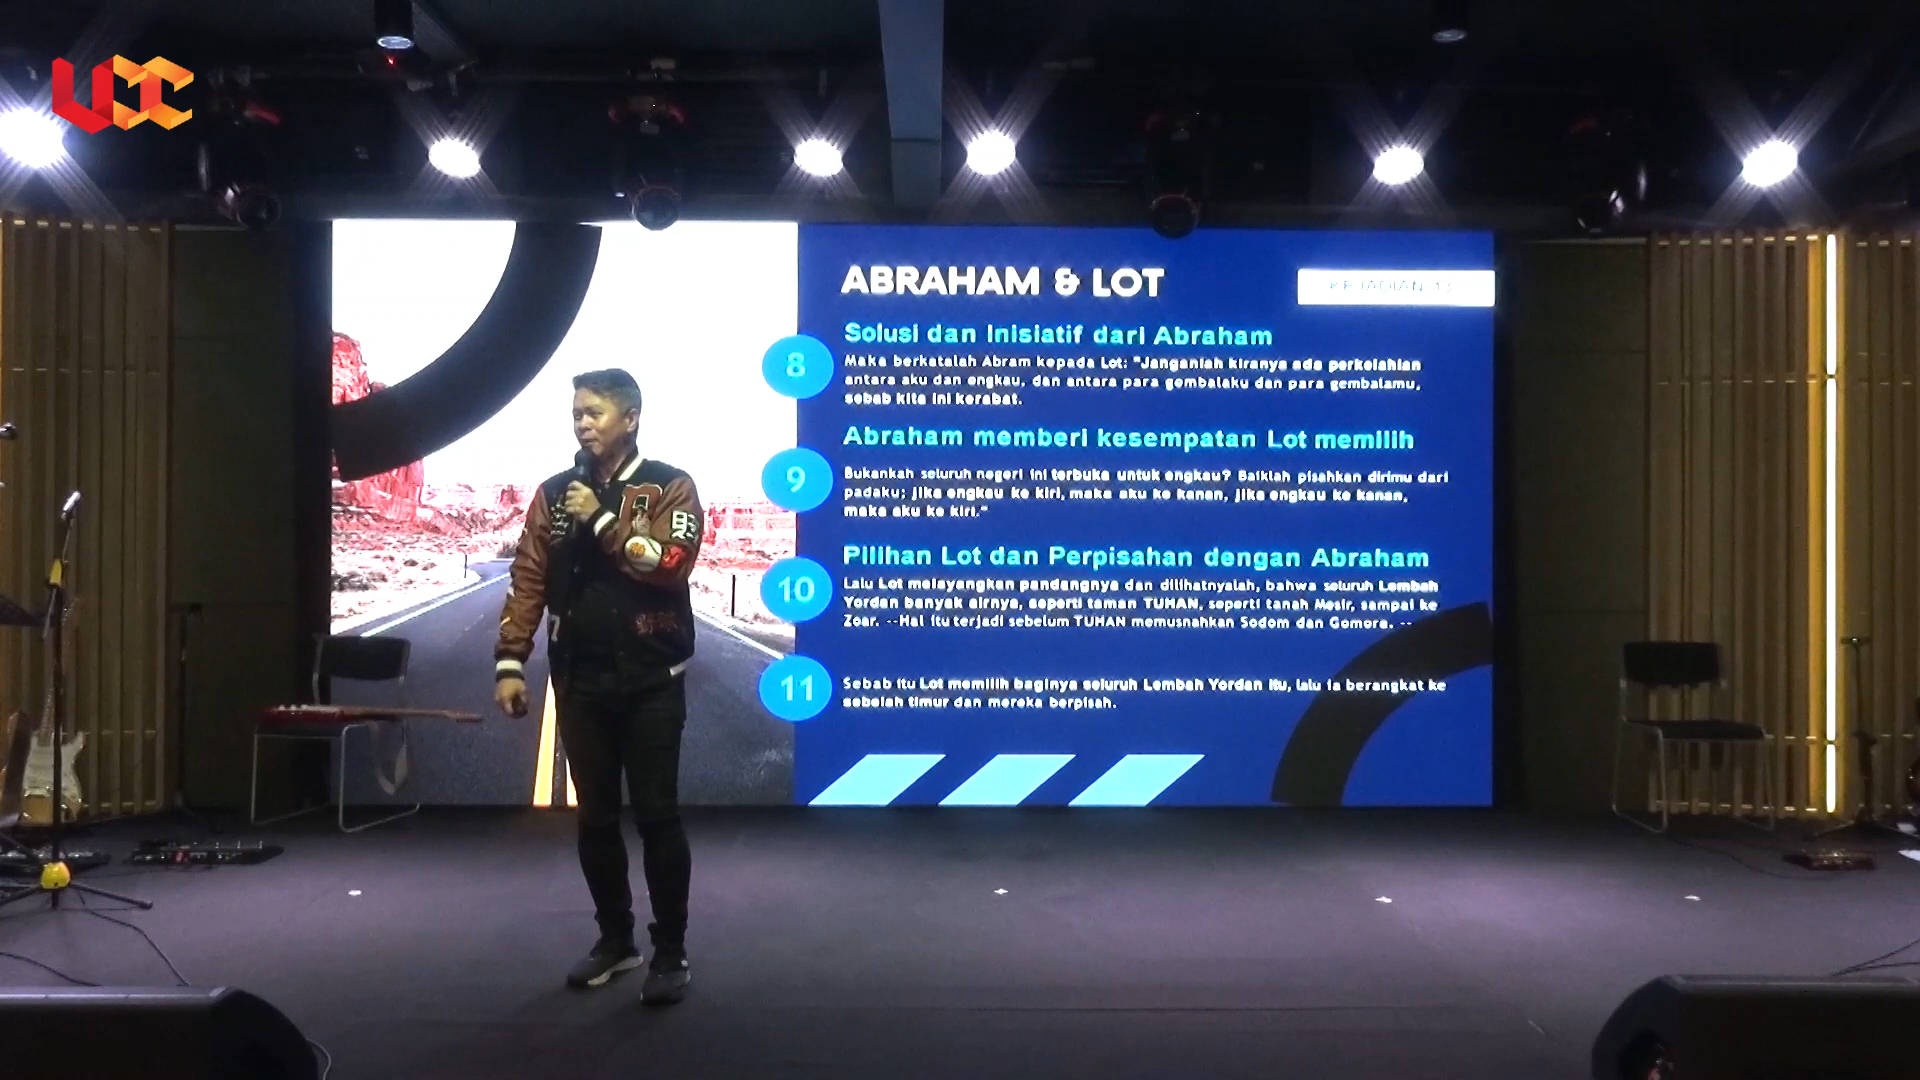 UCC
ABRAHAM & LOT
KEJADIAN 13
Solusi dan Inisiatif dari Abraham
8
Maka berkatalah Abram kepada Lot: "Janganlah kiranya ada perkelahian
antara aku dan engkau, dan antara para gembalaku dan para gembalamu,
sebab kita ini kerabat.
Abraham memberi kesempatan Lot memilih
9
Bukankah seluruh negeri ini terbuka untuk engkau? Baiklah pisahkan dirimu dari
padaku; jika engkau ke kiri, maka aku ke kanan, jika engkau ke kanan,
maka aku ke kiri."
Pilihan Lot dan Perpisahan dengan Abraham
10
Lalu Lot melayangkan pandangnya dan dilihatnyalah, bahwa seluruh Lembah
Yordan banyak airnya, seperti taman TUHAN, seperti tanah Mesir, sampai ke
Zoar. --Hal itu terjadi sebelum TUHAN memusnahkan Sodom dan Gomora. --
11
Sebab itu Lot memilih baginya seluruh Lembah Yordan itu, lalu ia berangkat ke
sebelah timur dan mereka berpisah.